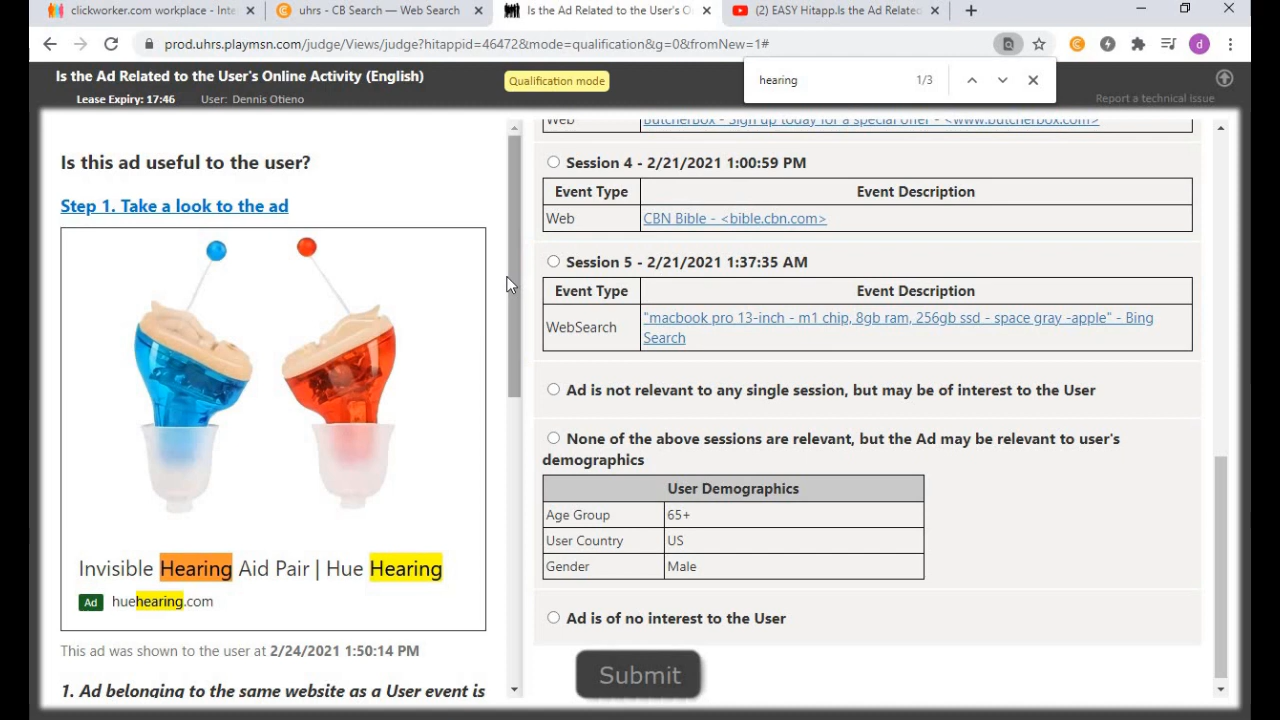 clickworker.com workplace - Inte
uhrs - CB Search — Web Search
Is the Ad Related to the User's O
(2) EASY Hitapp.Is the Ad Relate
prod.uhrs.playmsn.com/judge/Views/judge?hitappid=46472&mode=qualification&g=0&fromNew=1#
d
Is the Ad Related to the User's Online Activity (English)
Qualification mode
hearing
1/3
Lease Expiry: 17:46
User: Dennis Otieno
Report a technical issue
Is this ad useful to the user?
Step 1. Take a look to the ad
Invisible Hearing Aid Pair | Hue Hearing
Ad huehearing.com
This ad was shown to the user at 2/24/2021 1:50:14 PM
1. Ad belonging to the same website as a User event is
Web
ButcherBox - Sign up today for a special offer - <www.butcherbox.com>
Session 4 - 2/21/2021 1:00:59 PM
Event Type
Event Description
Web
CBN Bible - <bible.cbn.com>
Session 5 - 2/21/2021 1:37:35 AM
Event Type
Event Description
WebSearch
"macbook pro 13-inch - m1 chip, 8gb ram, 256gb ssd - space gray -apple" - Bing
Search
Ad is not relevant to any single session, but may be of interest to the User
None of the above sessions are relevant, but the Ad may be relevant to user's
demographics
User Demographics
Age Group
65+
User Country
US
Gender
Male
Ad is of no interest to the User
Submit